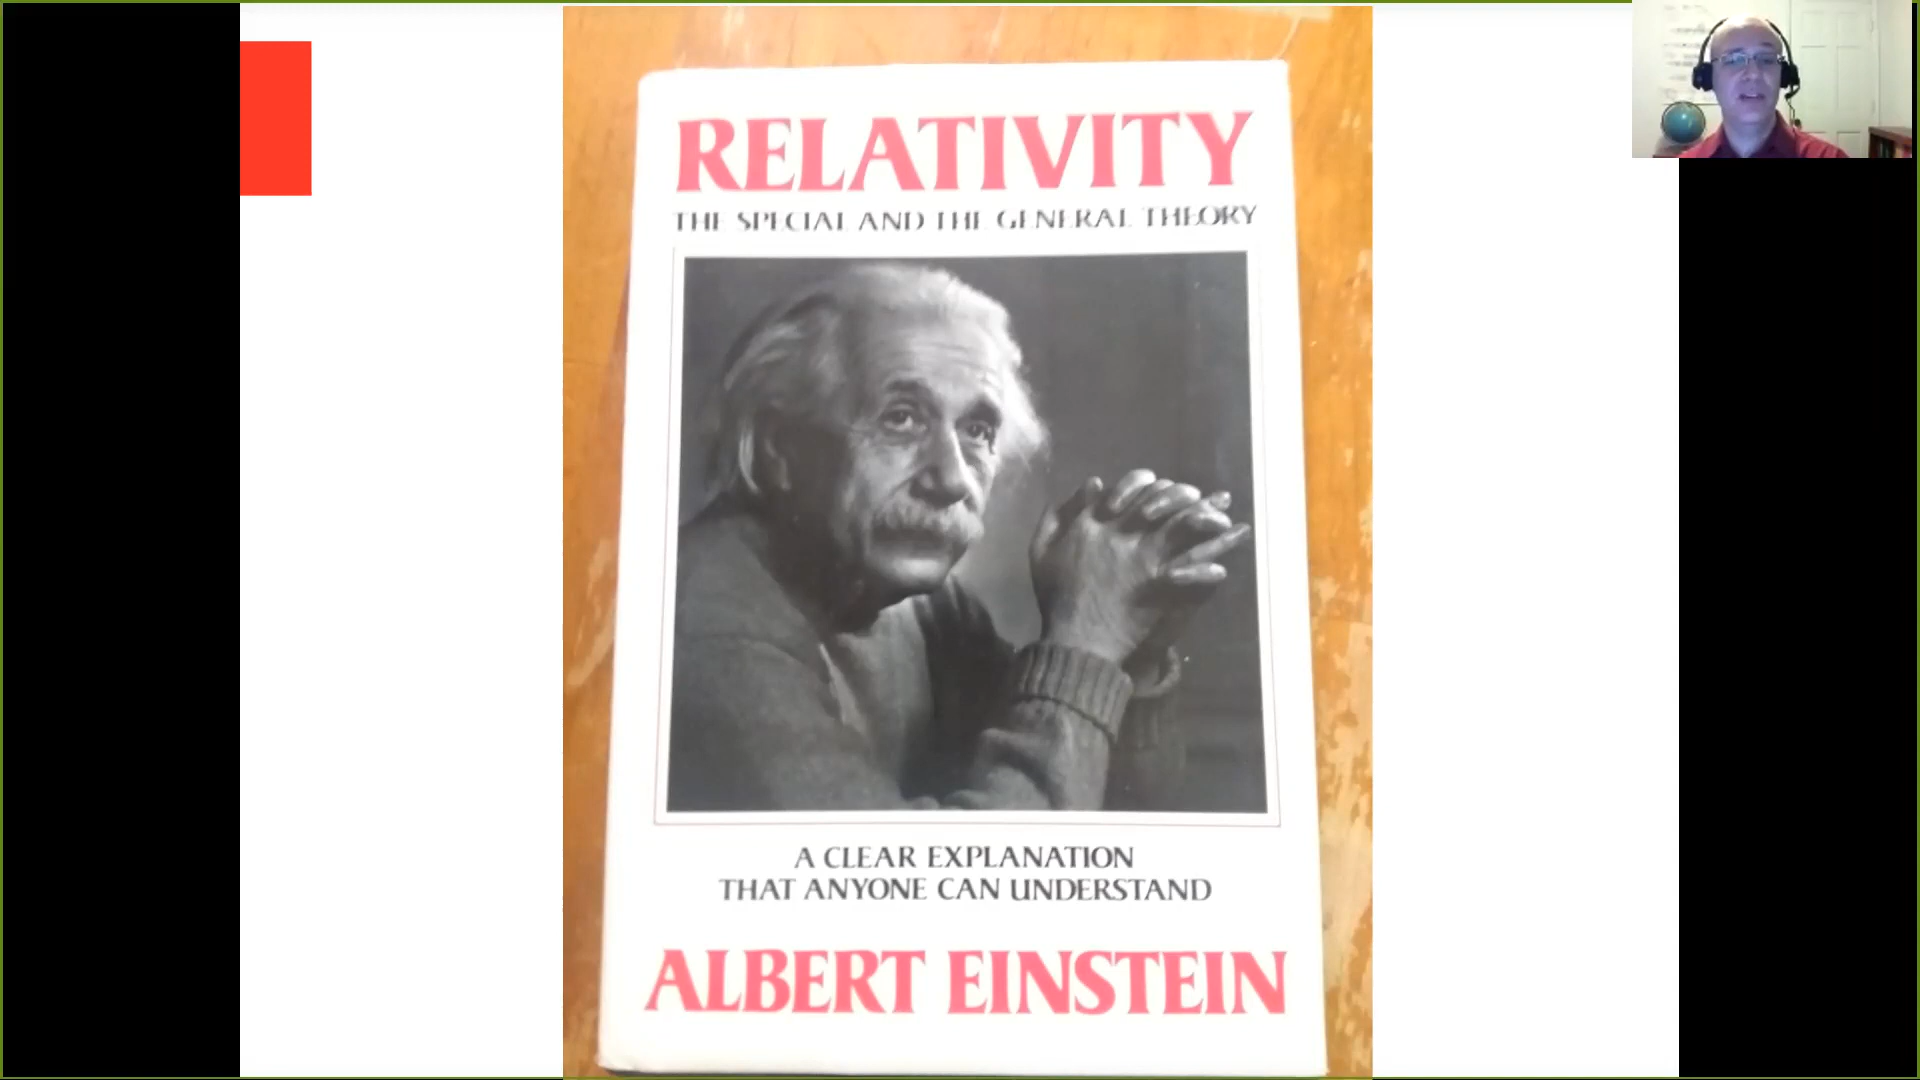 RELATIVITY
THE SPECIAL AND THE GENERAL THEORY
A CLEAR EXPLANATION
THAT ANYONE CAN UNDERSTAND
ALBERT EINSTEIN